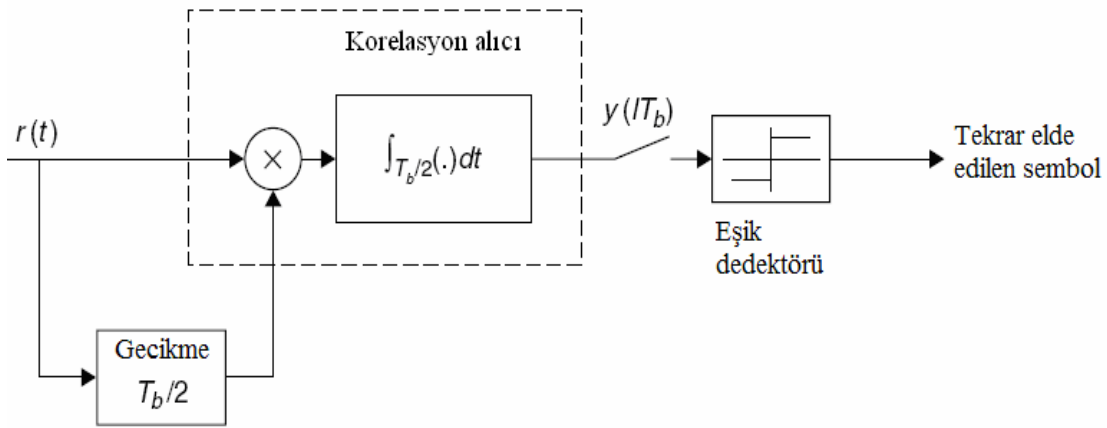 Korelasyon alıcı
r(t)
×
∫T_b/2(.)dt
y(lT_b)
Eşik
dedektörü
Tekrar elde
edilen sembol
Gecikme
T_b/2